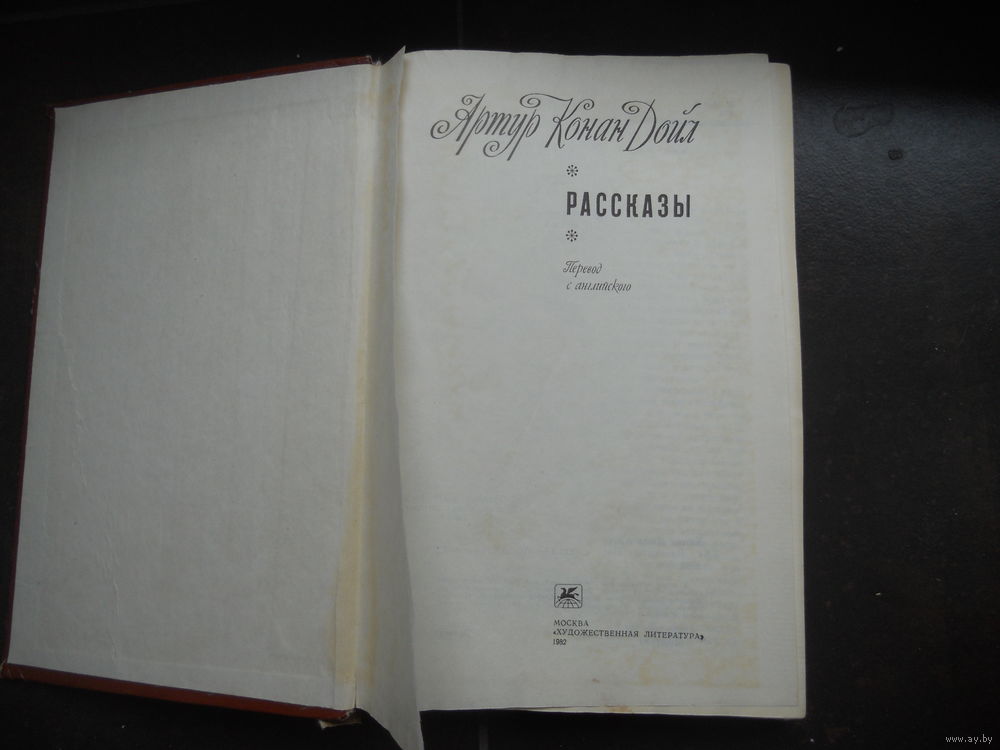 Артур Конан Дойл
РАССКАЗЫ
Перевод
с английского
МОСКВА
«ХУДОЖЕСТВЕННАЯ ЛИТЕРАТУРА»
1982
www.ay.by